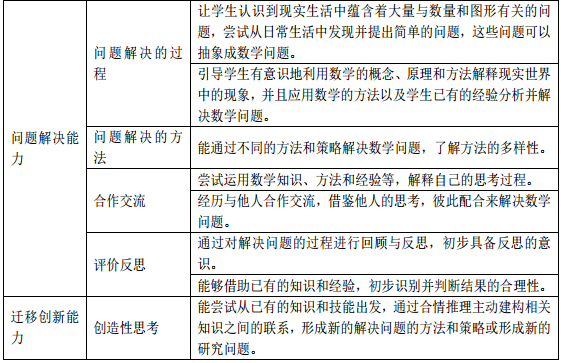 让学生认识到现实生活中蕴含着大量与数量和图形有关的问
题，尝试从日常生活中发现并提出简单的问题，这些问题可以
抽象成数学问题。
问题解决的过
程
引导学生有意识地利用数学的概念、原理和方法解释现实世界
中的现象，并且应用数学的方法以及学生已有的经验分析并解
决数学问题。
问题解决能
力
问题解决的方
法
能通过不同的方法和策略解决数学问题，了解方法的多样性。
合作交流
尝试运用数学知识、方法和经验等，解释自己的思考过程。
经历与他人合作交流，借鉴他人的思考，彼此配合来解决数学
问题。
评价反思
通过对解决问题的过程进行回顾与反思，初步具备反思的意
识。
能够借助已有的知识和经验，初步识别并判断结果的合理性。
迁移创新能
力
创造性思考
能尝试从已有的知识和技能出发，通过合情推理主动建构相关
知识之间的联系，形成新的解决问题的方法和策略或形成新的
研究问题。